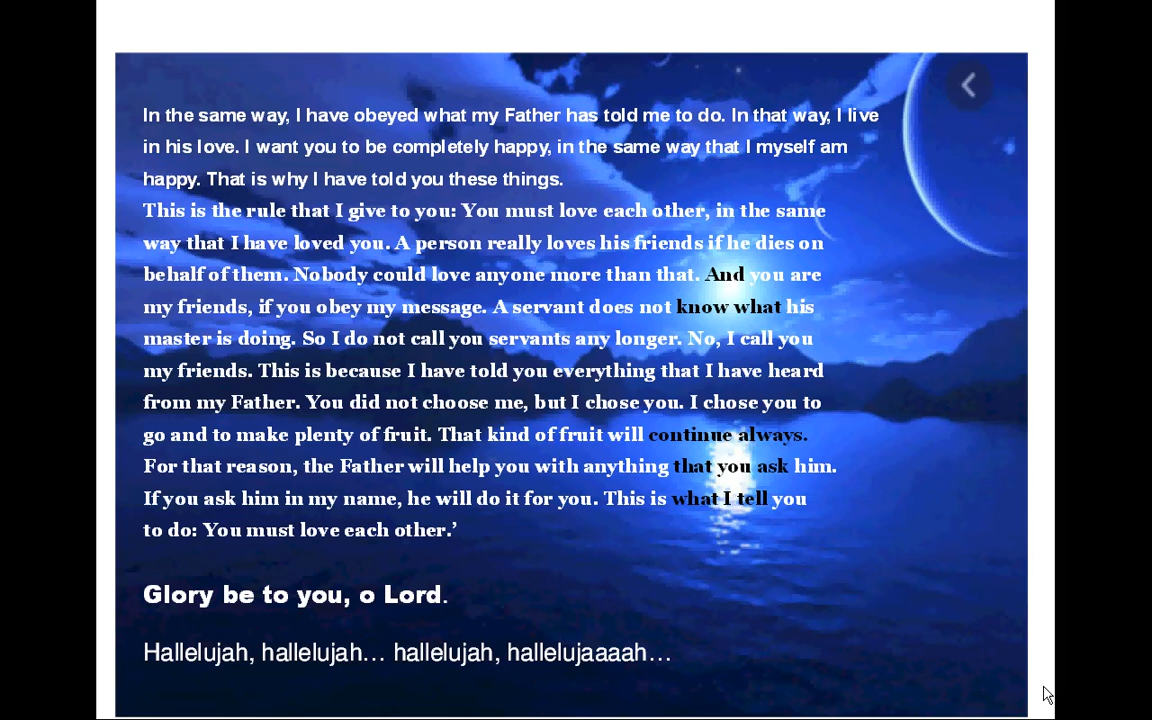 In the same way, I have obeyed what my Father has told me to do. In that way, I live
in his love. I want you to be completely happy, in the same way that I myself am
happy. That is why I have told you these things.
This is the rule that I give to you: You must love each other, in the same
way that I have loved you. A person really loves his friends if he dies on
behalf of them. Nobody could love anyone more than that. And you are
my friends, if you obey my message. A servant does not know what his
master is doing. So I do not call you servants any longer. No, I call you
my friends. This is because I have told you everything that I have heard
from my Father. You did not choose me, but I chose you. I chose you to
go and to make plenty of fruit. That kind of fruit will continue always.
For that reason, the Father will help you with anything that you ask him.
If you ask him in my name, he will do it for you. This is what I tell you
to do: You must love each other.’
Glory be to you, o Lord.
Hallelujah, hallelujah… hallelujah, hallelujaaaah…